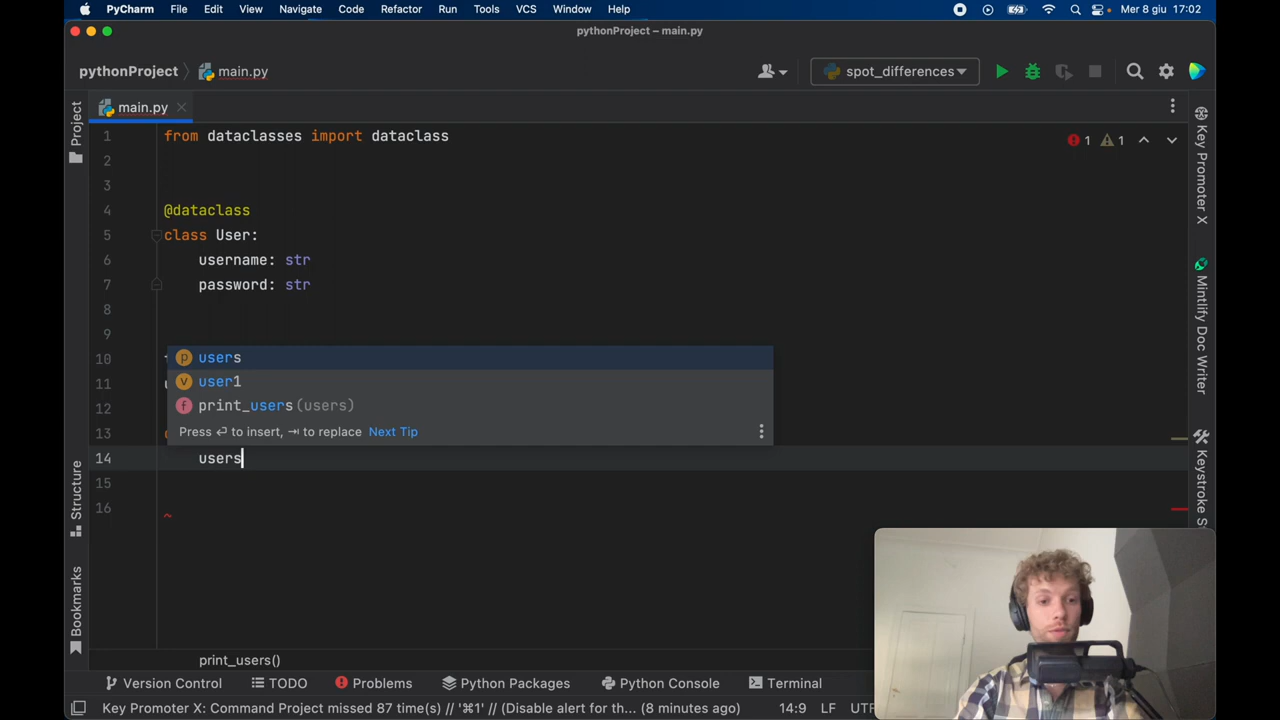 PyCharm File Edit View Navigate Code Refactor Run Tools VCS Window Help Mer 8 giu 17:02
pythonProject – main.py
pythonProject main.py spot_differences
main.py
Project
1 from dataclasses import dataclass
1 1
2
3
4 @dataclass
5 class User:
6 username: str
7 password: str
8
9
10
11
12
13
users
user1
print_users(users)
Press ↩ to insert, ⇥ to replace Next Tip
14 users
15
16
Structure
Bookmarks
Key Promoter X
Mintlify Doc Writer
Keystroke S
print_users()
Version Control TODO Problems Python Packages Python Console Terminal
Key Promoter X: Command Project missed 87 time(s) // '⌘1' // (Disable alert for th... (8 minutes ago) 14:9 LF UTF